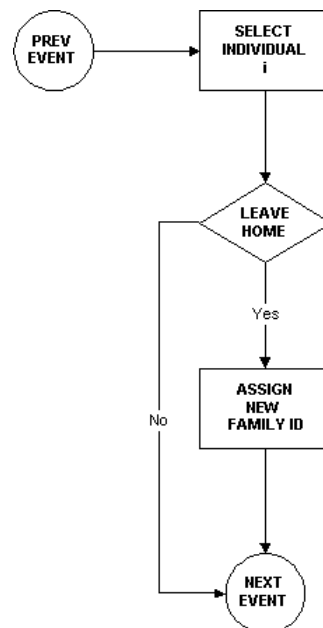 PREV
EVENT
SELECT
INDIVIDUAL
i
LEAVE
HOME
Yes
ASSIGN
NEW
FAMILY ID
No
NEXT
EVENT